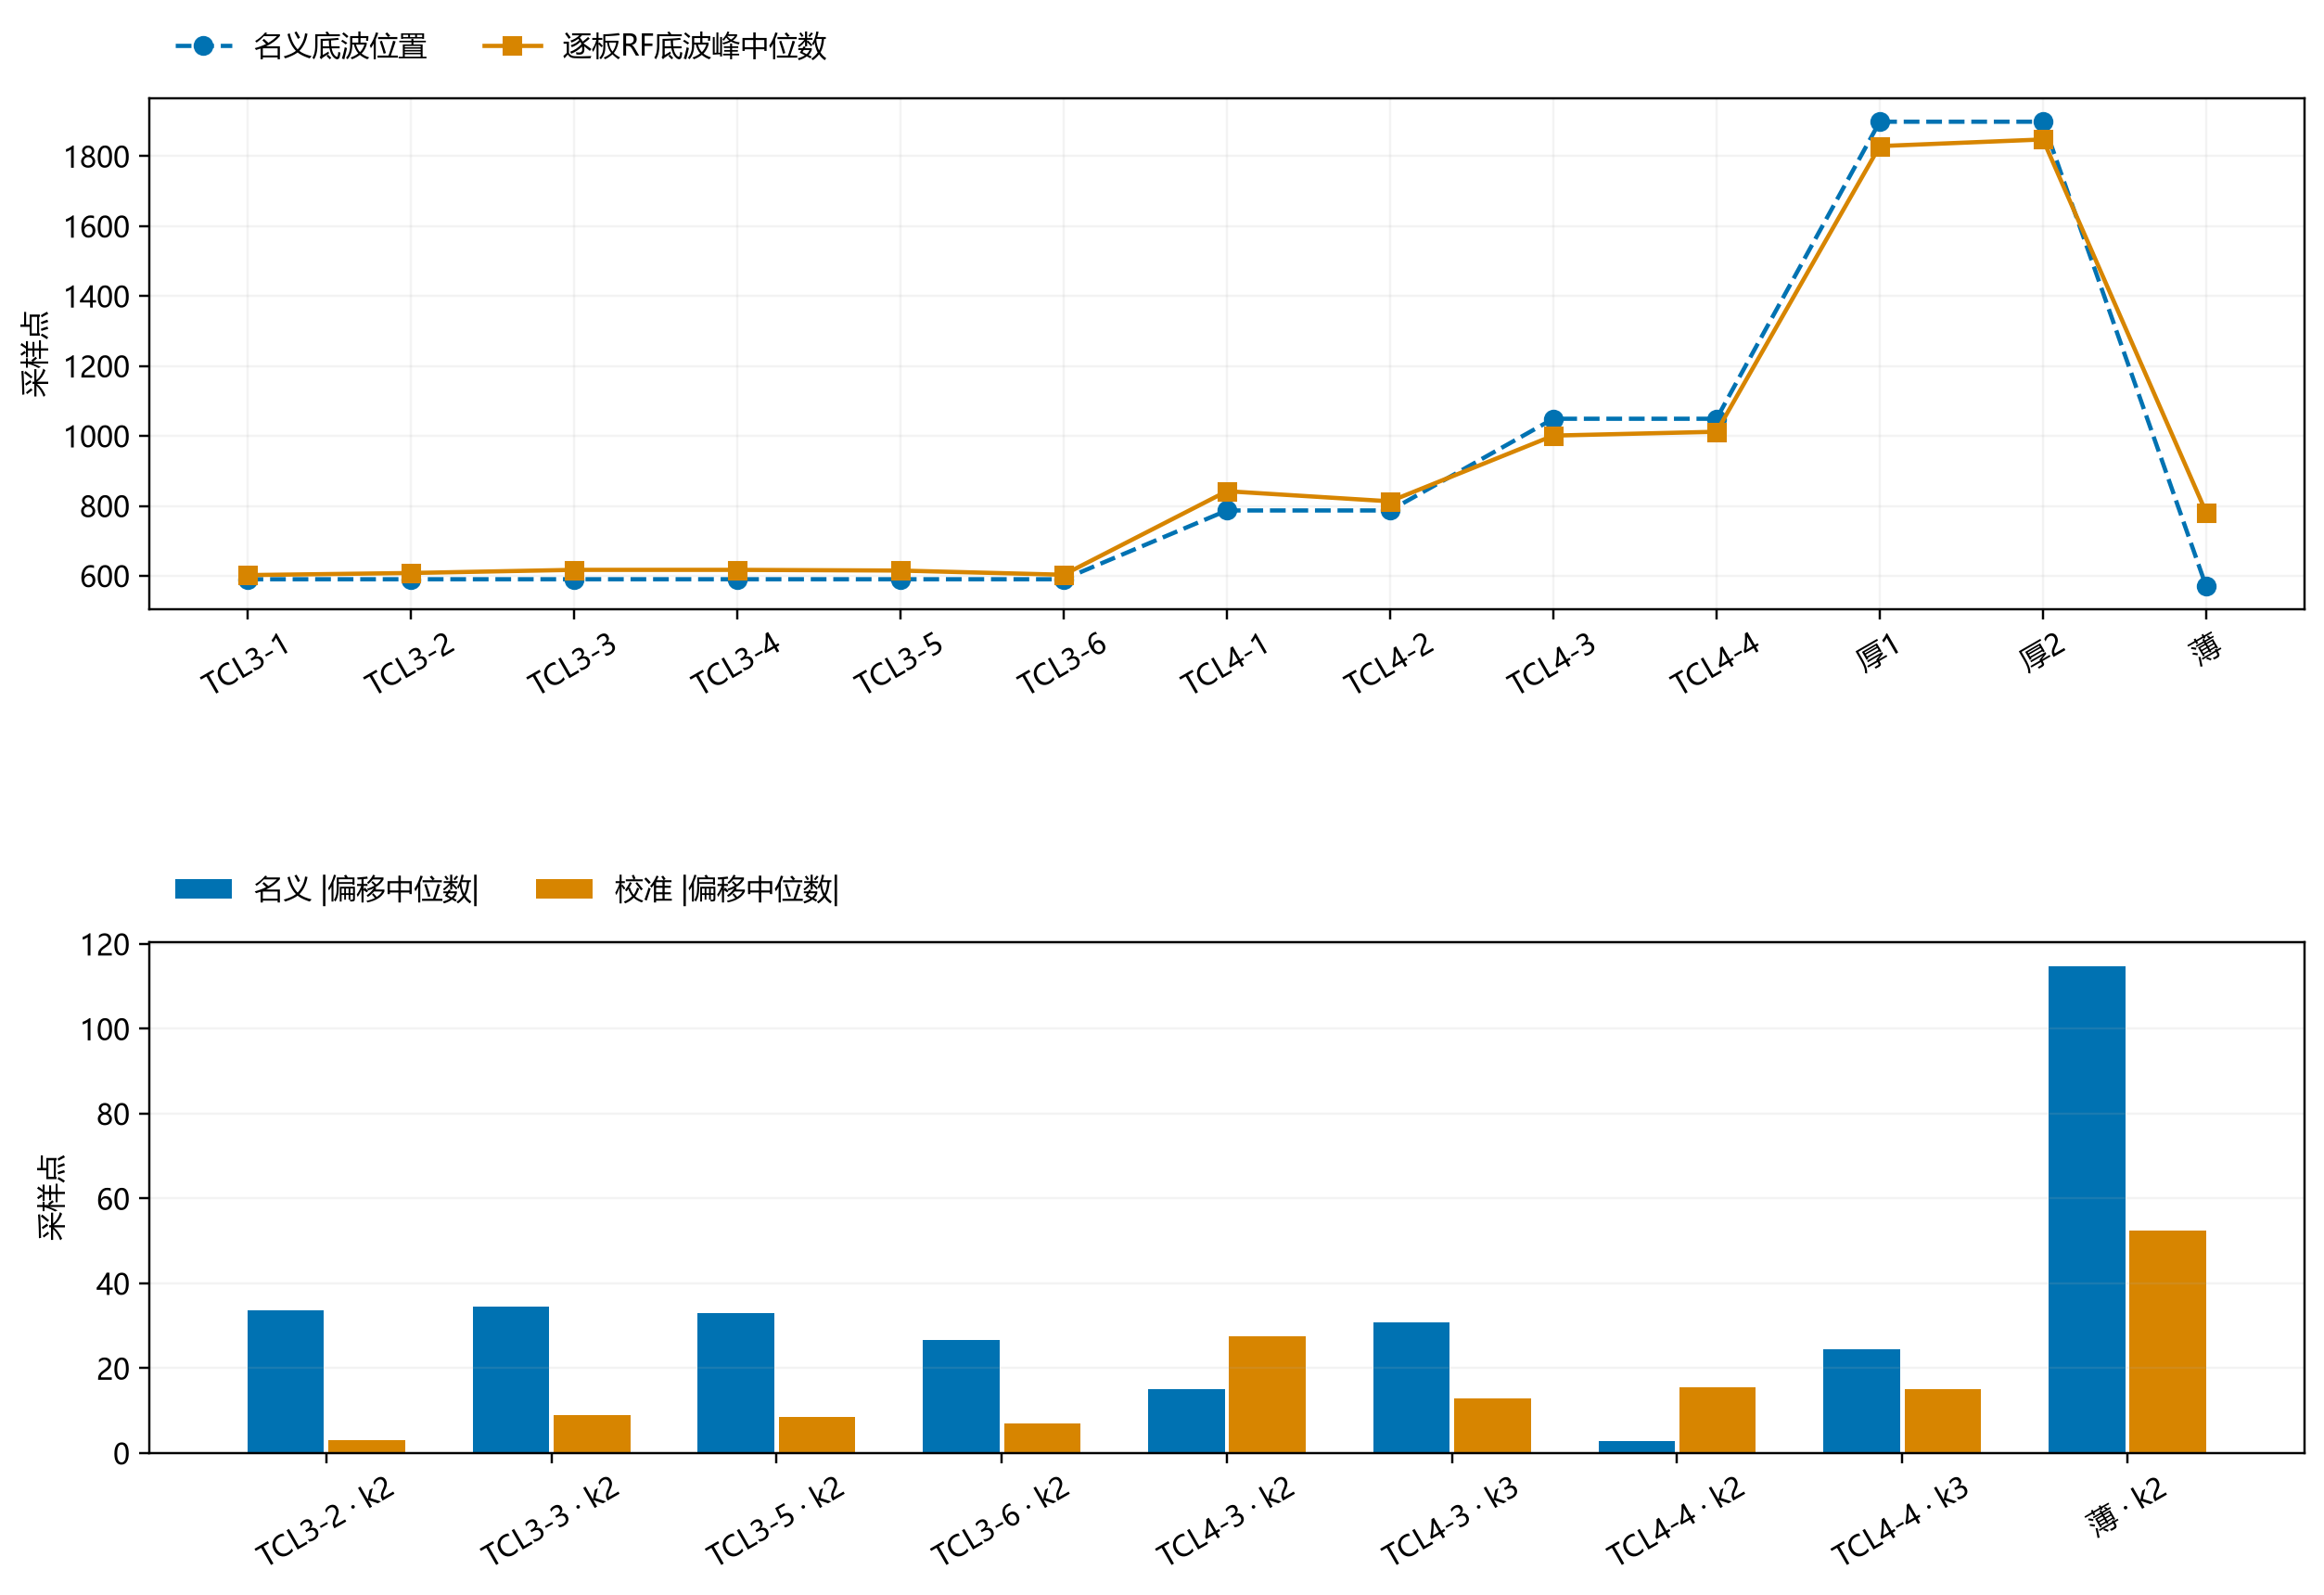 名义底波位置 逐板RF底波峰中位数
1800
1600
1400
1200
1000
800
600
采样点
TCL3-1 TCL3-2 TCL3-3 TCL3-4 TCL3-5 TCL3-6 TCL4-1 TCL4-2 TCL4-3 TCL4-4 厚1 厚2 薄
名义 |偏移中位数| 校准 |偏移中位数|
120
100
80
60
40
20
0
采样点
TCL3-2 · k2 TCL3-3 · k2 TCL3-5 · k2 TCL3-6 · k2 TCL4-3 · k2 TCL4-3 · k3 TCL4-4 · k2 TCL4-4 · k3 薄 · k2